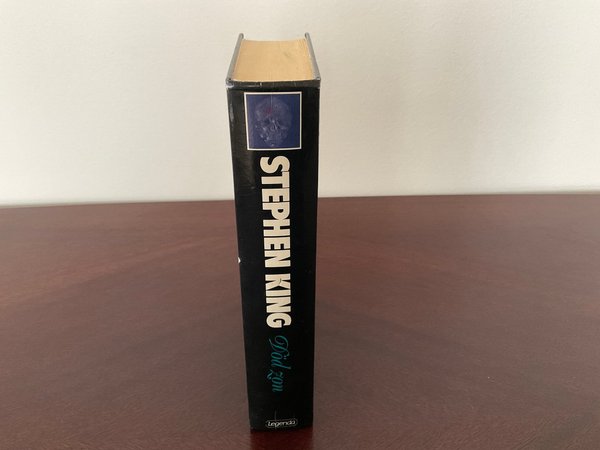 STEPHEN KING
Död zon
Legenda